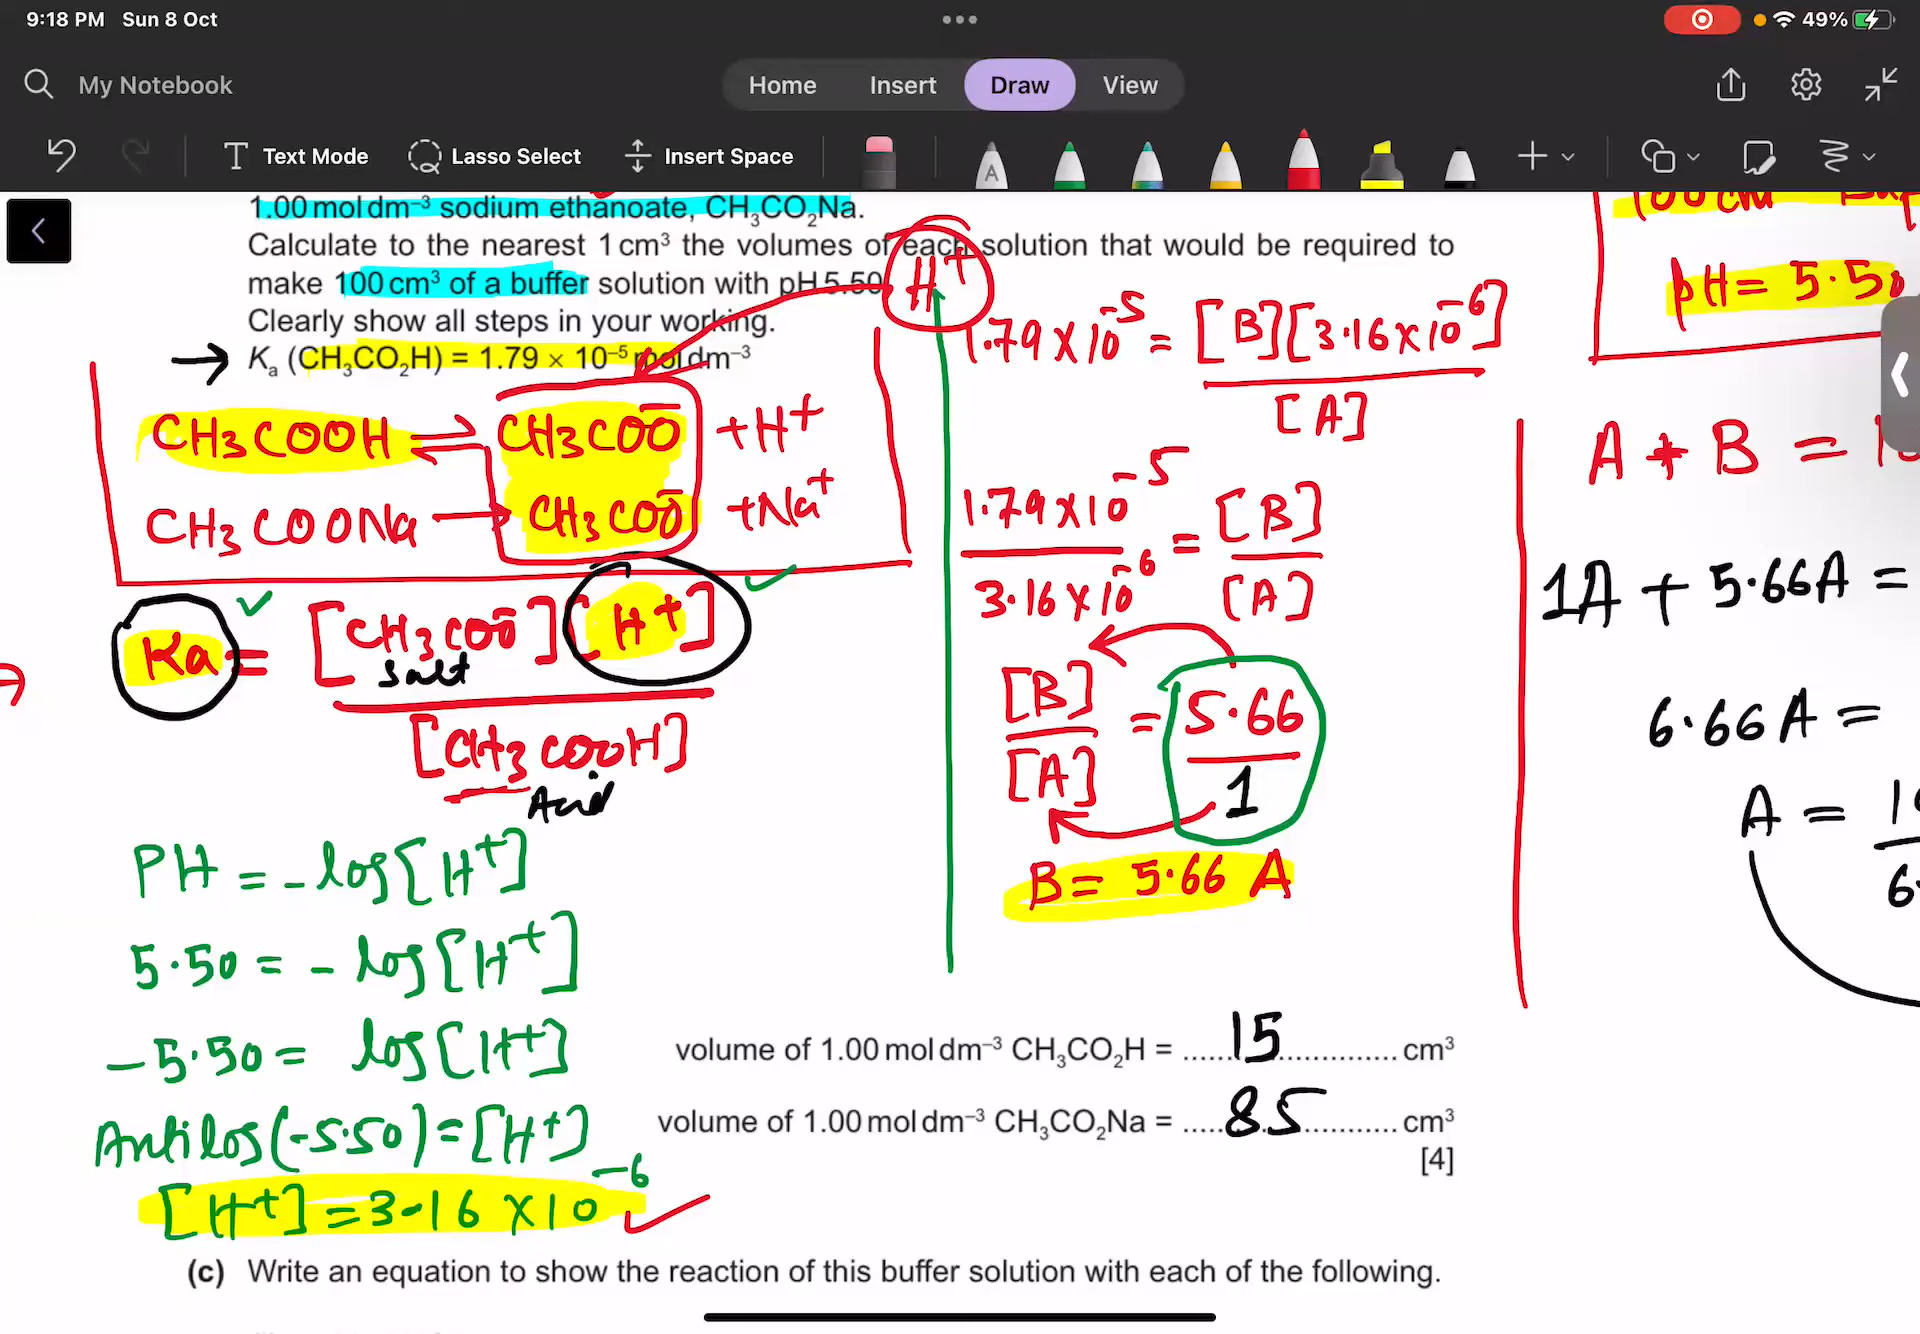 9:18 PM Sun 8 Oct
49%
My Notebook
Home Insert Draw View
Text Mode Lasso Select Insert Space
A
1.00 mol dm⁻³ sodium ethanoate, CH₃CO₂Na.
Calculate to the nearest 1 cm³ the volumes of each solution that would be required to
make 100 cm³ of a buffer solution with pH 5.50
Clearly show all steps in your working.
→ Kₐ (CH₃CO₂H) = 1.79 × 10⁻⁵ mol dm⁻³
H⁺
CH₃COOH ⇌ CH₃COO⁻ + H⁺
CH₃COONa → CH₃COO⁻ + Na⁺
Ka = [CH₃COO⁻][H⁺]
Salt
[CH₃COOH]
Acid
PH = -log[H⁺]
5.50 = - log[H⁺]
-5.50 = log[H⁺]
Antilog(-5.50) = [H⁺]
[H⁺] = 3.16 × 10⁻⁶
1.79 × 10⁻⁵ = [B][3.16 × 10⁻⁶]
[A]
1.79 × 10⁻⁵ = [B]
3.16 × 10⁻⁶ [A]
[B] = 5.66
[A] 1
B = 5.66 A
100 cm
pH = 5.50
A + B =
1A + 5.66A =
6.66A =
A =
6.
volume of 1.00 mol dm⁻³ CH₃CO₂H = ...... 15 ............ cm³
volume of 1.00 mol dm⁻³ CH₃CO₂Na = ..... 85 ............ cm³
[4]
(c) Write an equation to show the reaction of this buffer solution with each of the following.